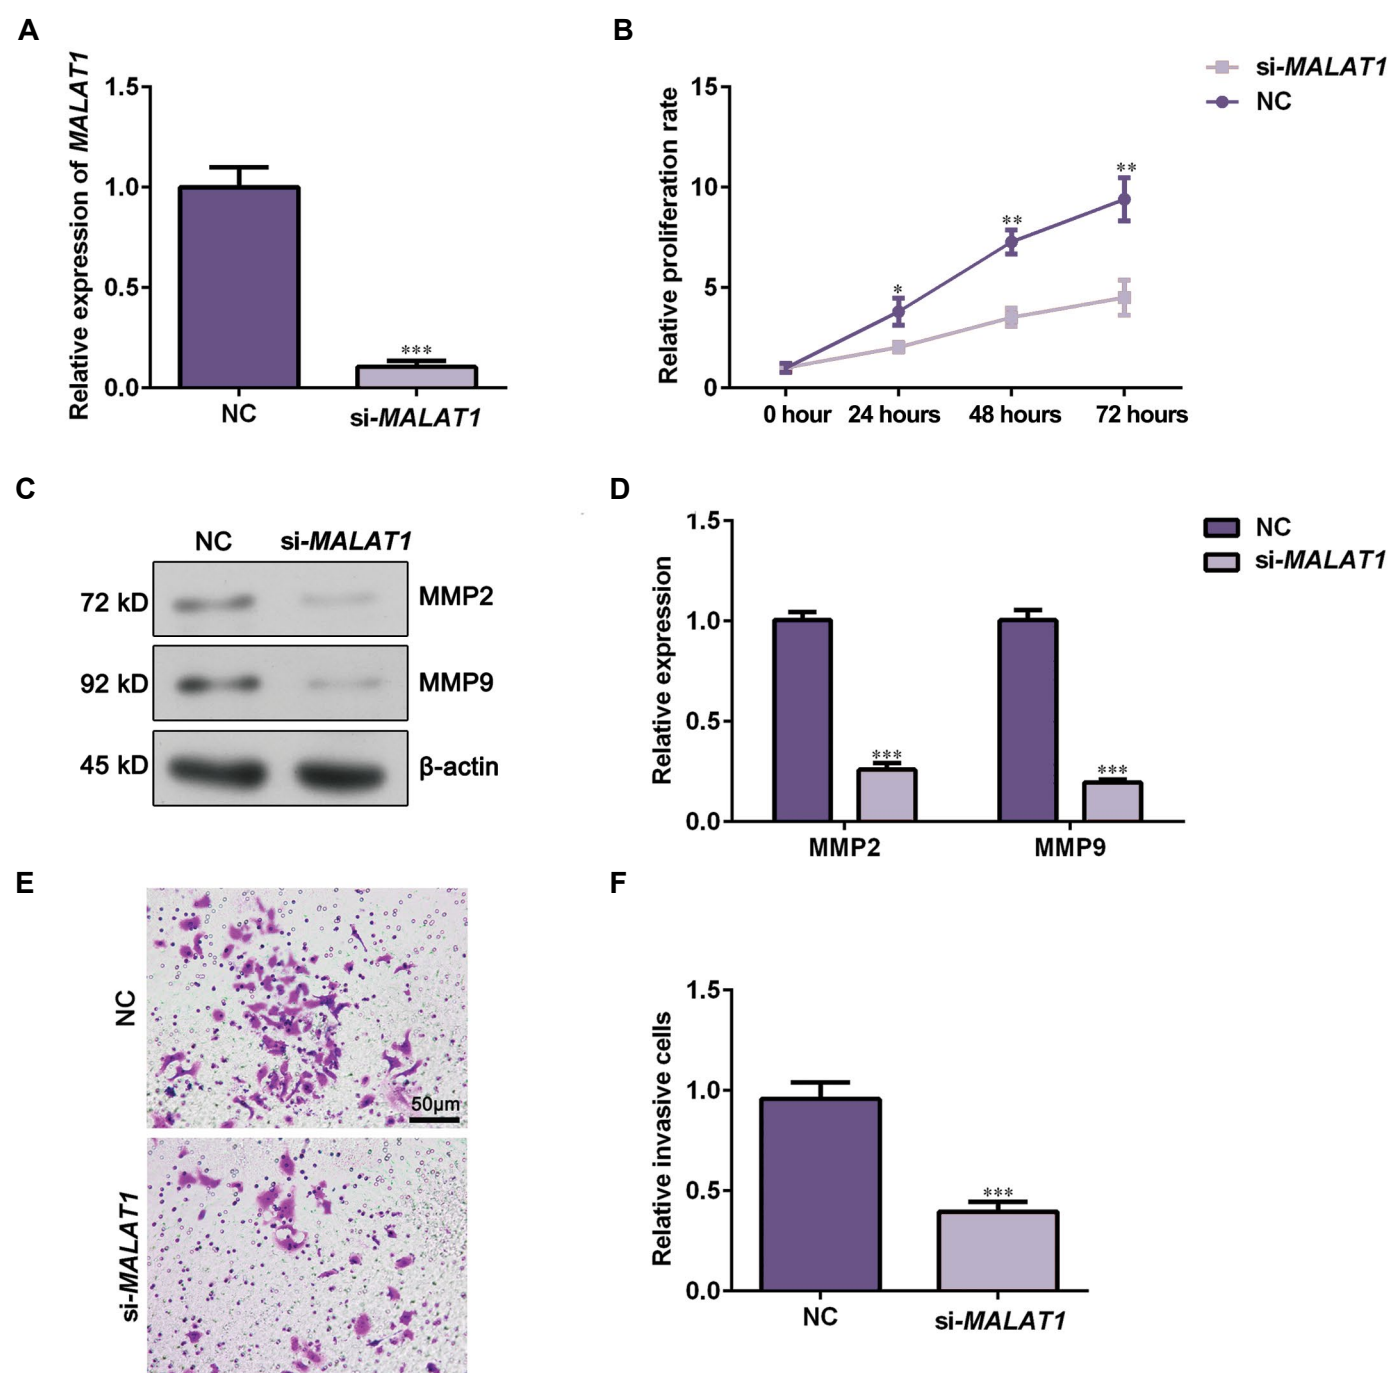 A
Relative expression of MALAT1
1.5
1.0
0.5
0.0
***
NC
si-MALAT1
B
Relative proliferation rate
15
10
5
0
*
**
**
0 hour
24 hours
48 hours
72 hours
si-MALAT1
NC
C
NC
si-MALAT1
72 kD
MMP2
92 kD
MMP9
45 kD
β-actin
D
Relative expression
1.5
1.0
0.5
0.0
***
***
MMP2
MMP9
NC
si-MALAT1
E
NC
50μm
si-MALAT1
F
Relative invasive cells
1.5
1.0
0.5
0.0
***
NC
si-MALAT1